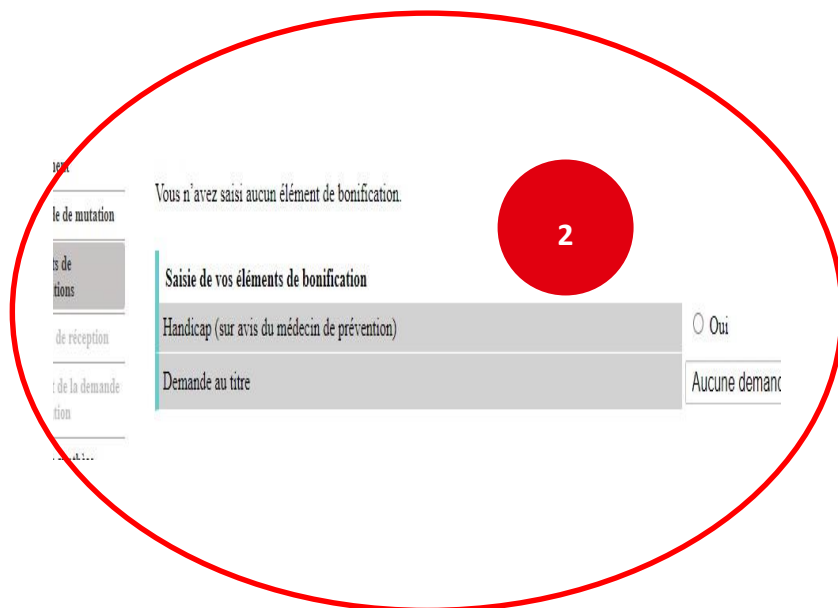 le de mutation
ts de
tions
de réception
de la demande
tion
Vous n'avez saisi aucun élément de bonification.
2
Saisie de vos éléments de bonification
Handicap (sur avis du médecin de prévention)
Oui
Demande au titre
Aucune demand